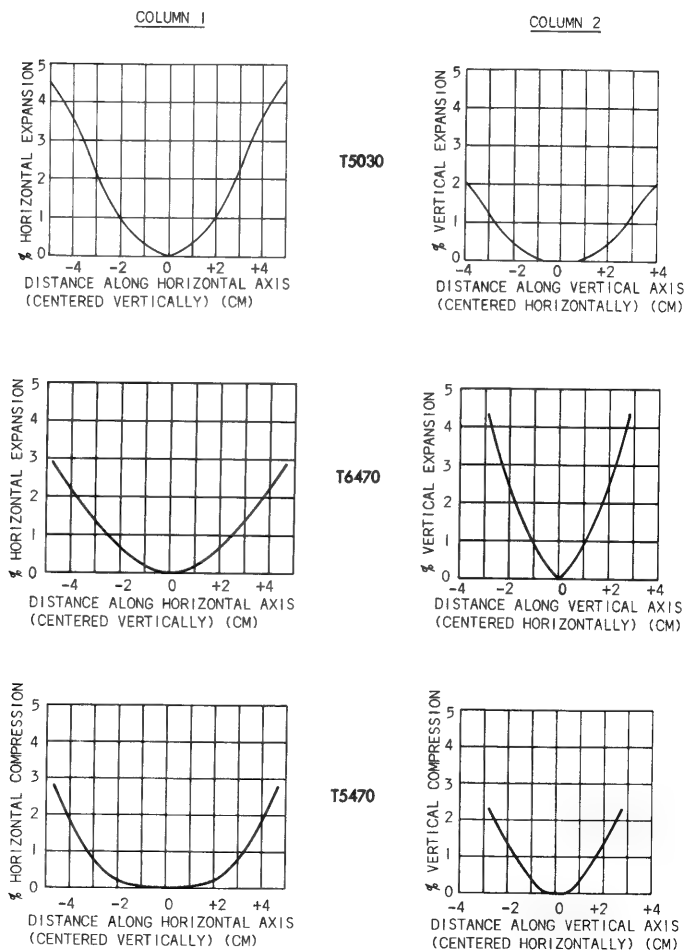 COLUMN 1
COLUMN 2
% HORIZONTAL EXPANSION
5
4
3
2
1
0
-4 -2 0 +2 +4
DISTANCE ALONG HORIZONTAL AXIS
(CENTERED VERTICALLY) (CM)
T5030
% VERTICAL EXPANSION
5
4
3
2
1
0
-4 -2 0 +2 +4
DISTANCE ALONG VERTICAL AXIS
(CENTERED HORIZONTALLY) (CM)
% HORIZONTAL EXPANSION
5
4
3
2
1
0
-4 -2 0 +2 +4
DISTANCE ALONG HORIZONTAL AXIS
(CENTERED VERTICALLY) (CM)
T6470
% VERTICAL EXPANSION
5
4
3
2
1
0
-4 -2 0 +2 +4
DISTANCE ALONG VERTICAL AXIS
(CENTERED HORIZONTALLY) (CM)
% HORIZONTAL COMPRESSION
5
4
3
2
1
0
-4 -2 0 +2 +4
DISTANCE ALONG HORIZONTAL AXIS
(CENTERED VERTICALLY) (CM)
T5470
% VERTICAL COMPRESSION
5
4
3
2
1
0
-4 -2 0 +2 +4
DISTANCE ALONG VERTICAL AXIS
(CENTERED HORIZONTALLY) (CM)